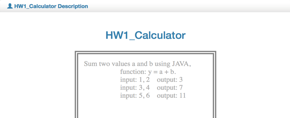 HW1_Calculator Description
HW1_Calculator
Sum two values a and b using JAVA.
function: y = a + b.
input: 1, 2 output: 3
input: 3, 4 output: 7
input: 5, 6 output: 11